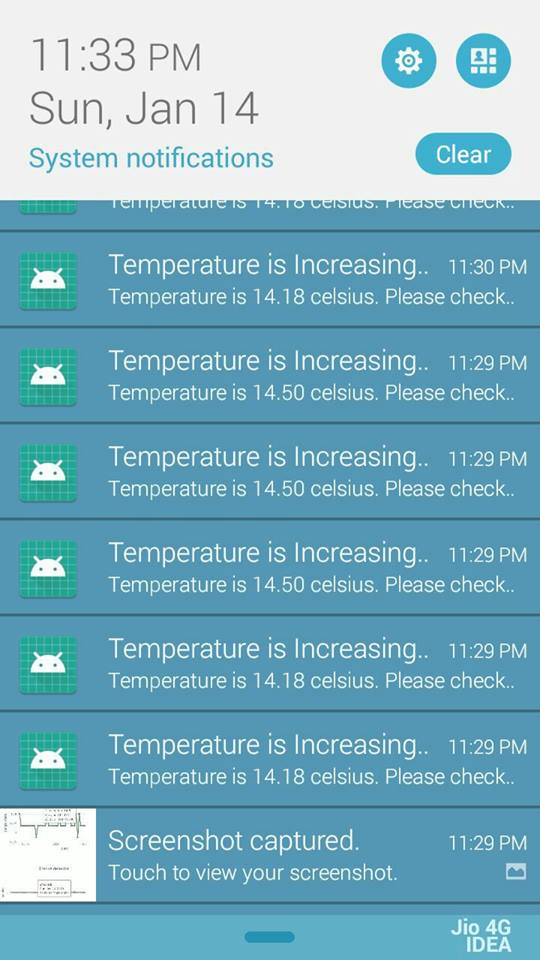 11:33 PM
Sun, Jan 14
System notifications
Clear
Temperature is 14.18 celsius. Please check..
Temperature is Increasing.. 11:30 PM
Temperature is 14.18 celsius. Please check..
Temperature is Increasing.. 11:29 PM
Temperature is 14.50 celsius. Please check..
Temperature is Increasing.. 11:29 PM
Temperature is 14.50 celsius. Please check..
Temperature is Increasing.. 11:29 PM
Temperature is 14.50 celsius. Please check..
Temperature is Increasing.. 11:29 PM
Temperature is 14.18 celsius. Please check..
Temperature is Increasing.. 11:29 PM
Temperature is 14.18 celsius. Please check..
Screenshot captured. 11:29 PM
Touch to view your screenshot.
Jio 4G
IDEA